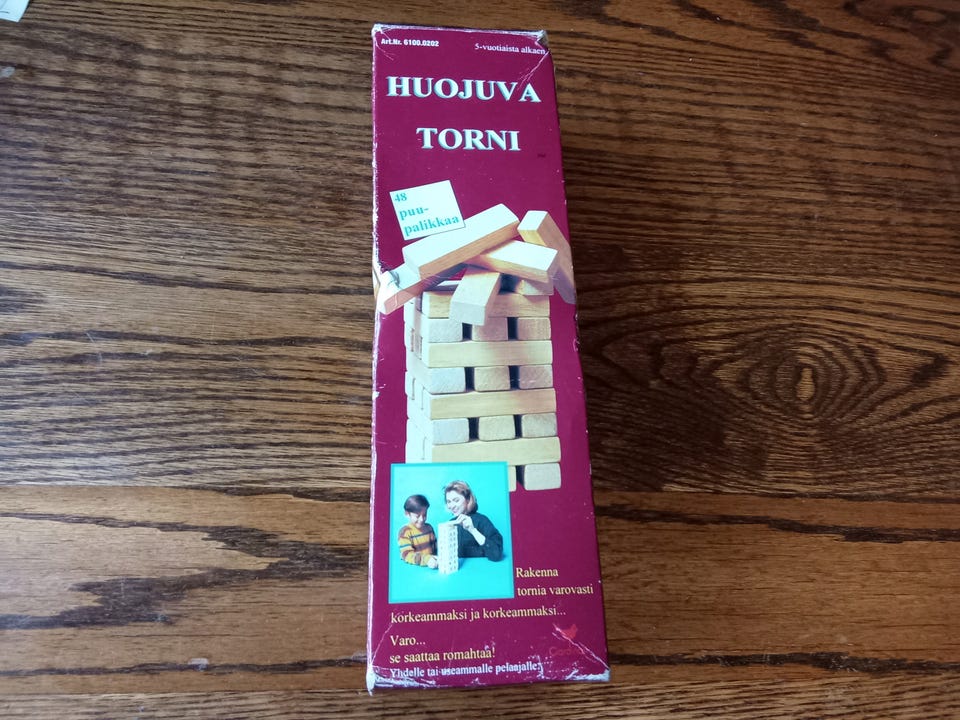 Art.Nr. 6100.0202
5-vuotiaista alkaen
HUOJUVA
TORNI
48
puu-
palikkaa
Rakenna
tornia varovasti
korkeammaksi ja korkeammaksi...
Varo...
se saattaa romahtaa!
Yhdelle tai useammalle pelaajalle.